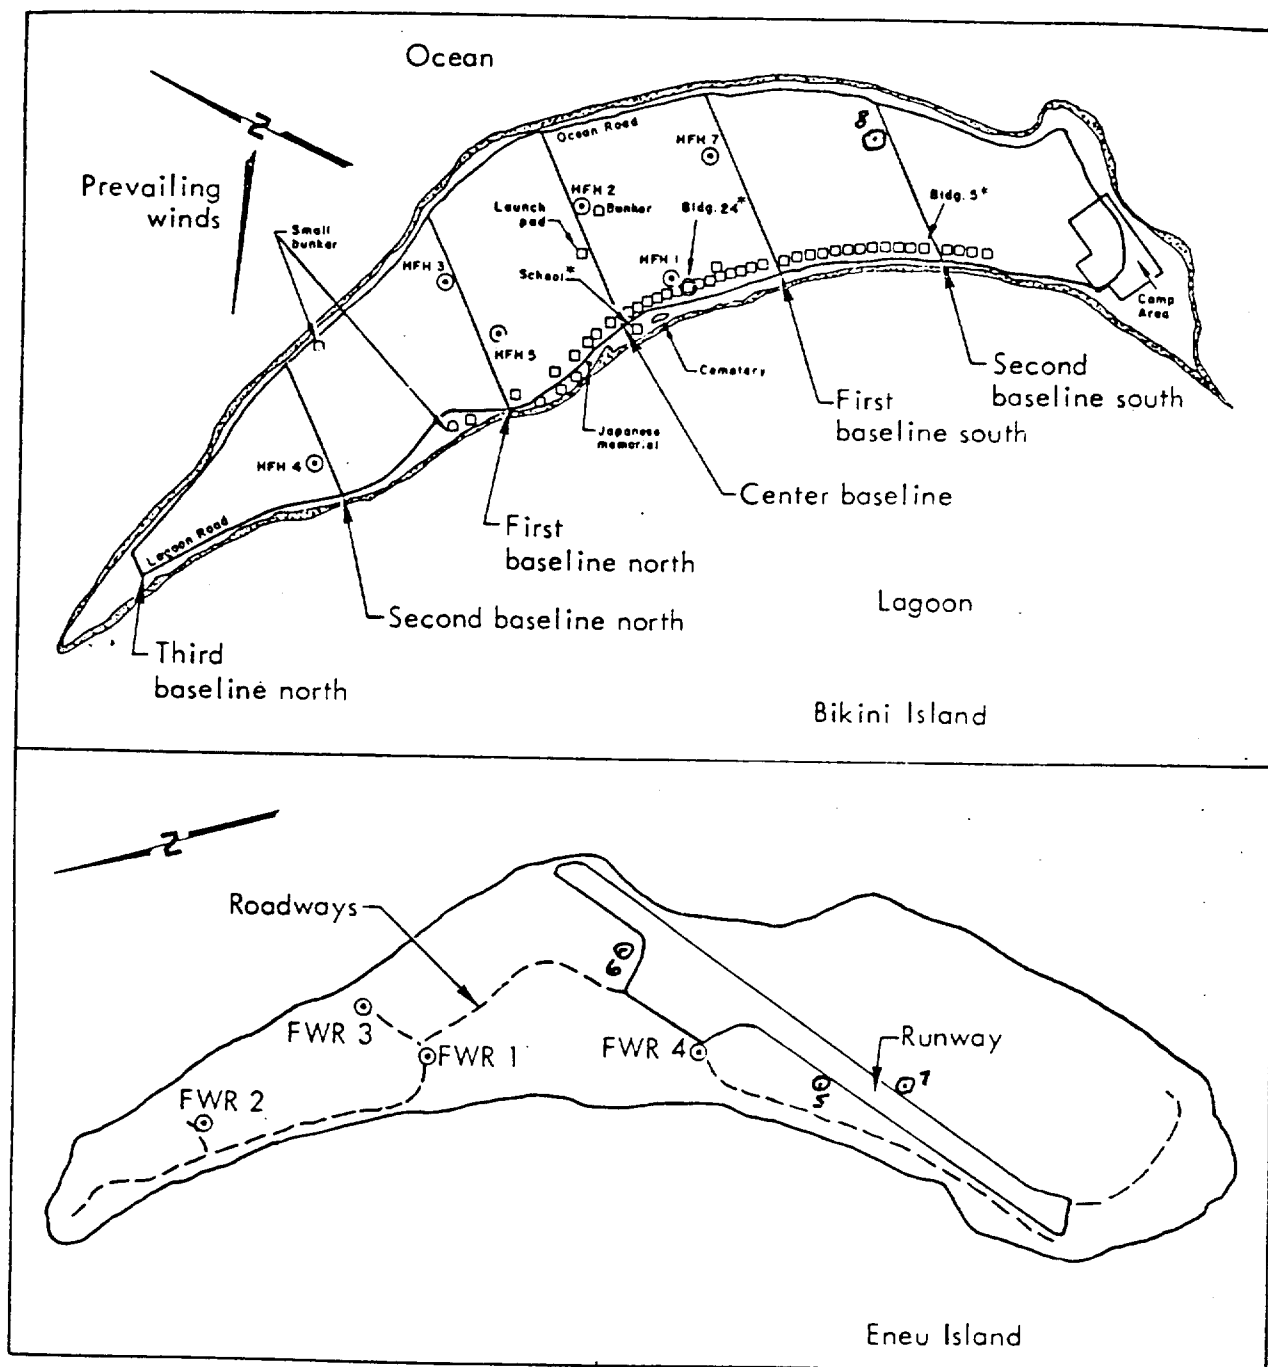 Ocean
N
Prevailing
winds
Ocean Road
HFH 7
8
HFH 2
Bunker
Launch
pad
Bldg. 24*
Bldg. 5*
Small
bunker
HFH 3
School*
HFH 1
Camp
Area
HFH 5
Cemetery
Second
baseline south
First
baseline south
Japanese
memorial
HFH 4
Center baseline
Lagoon Road
First
baseline north
Lagoon
Second baseline north
Third
baseline north
Bikini Island
N
Roadways
6
FWR 3
FWR 1
FWR 4
Runway
5
7
FWR 2
Eneu Island